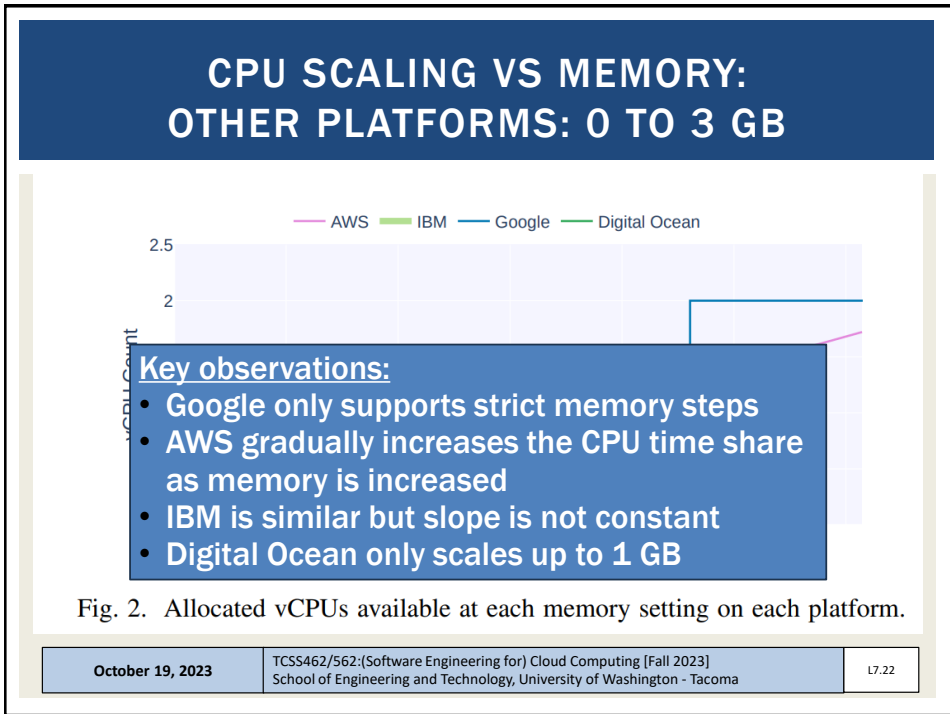 CPU SCALING VS MEMORY:
OTHER PLATFORMS: 0 TO 3 GB
AWS IBM Google Digital Ocean
2.5
2
Key observations:
• Google only supports strict memory steps
• AWS gradually increases the CPU time share
as memory is increased
• IBM is similar but slope is not constant
• Digital Ocean only scales up to 1 GB
Fig. 2. Allocated vCPUs available at each memory setting on each platform.
October 19, 2023
TCSS462/562:(Software Engineering for) Cloud Computing [Fall 2023]
School of Engineering and Technology, University of Washington - Tacoma
L7.22